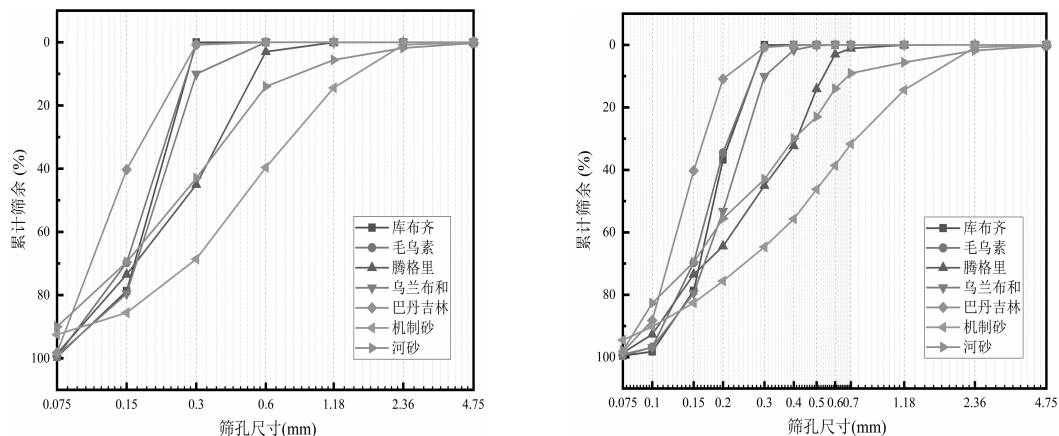 0
20
40
60
80
100
累计筛余 (%)
0.075 0.15 0.3 0.6 1.18 2.36 4.75
筛孔尺寸(mm)
库布齐
毛乌素
腾格里
乌兰布和
巴丹吉林
机制砂
河砂
0
20
40
60
80
100
累计筛余 (%)
0.075 0.1 0.15 0.2 0.3 0.4 0.5 0.6 0.7 1.18 2.36 4.75
筛孔尺寸(mm)
库布齐
毛乌素
腾格里
乌兰布和
巴丹吉林
机制砂
河砂